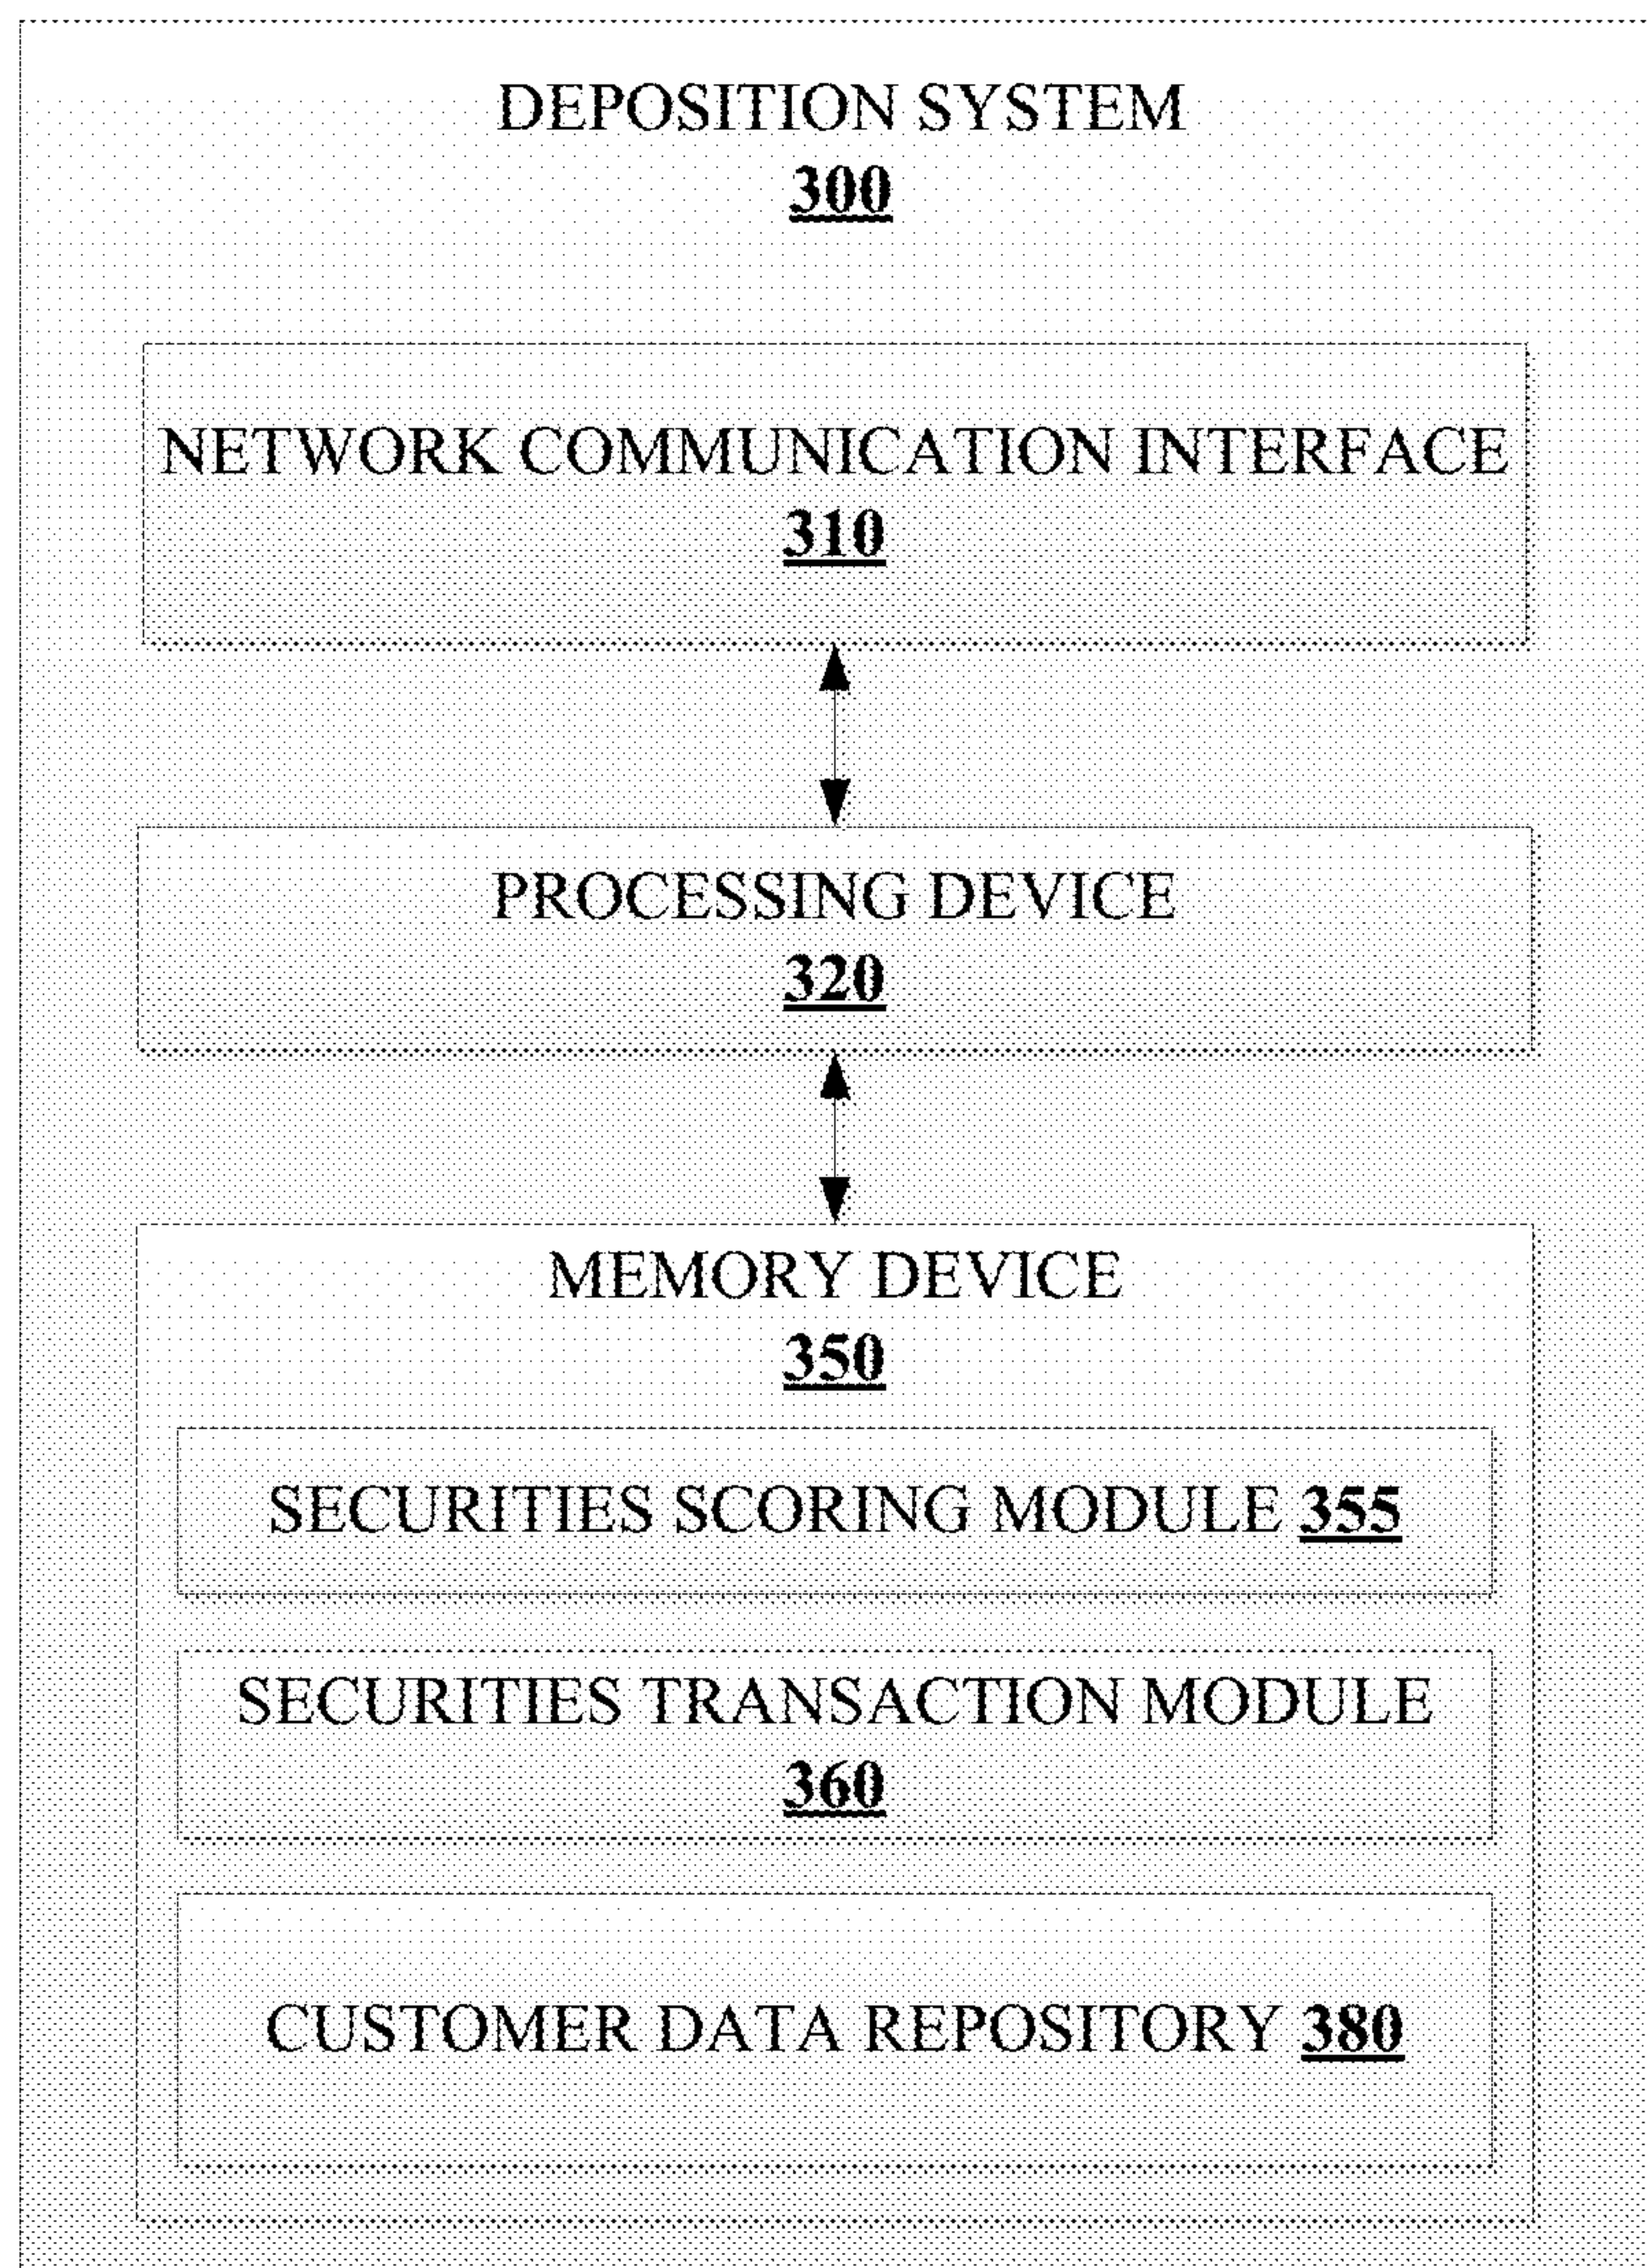 DEPOSITION SYSTEM
300
NETWORK COMMUNICATION INTERFACE
310
PROCESSING DEVICE
320
MEMORY DEVICE
350
SECURITIES SCORING MODULE 355
SECURITIES TRANSACTION MODULE
360
CUSTOMER DATA REPOSITORY 380